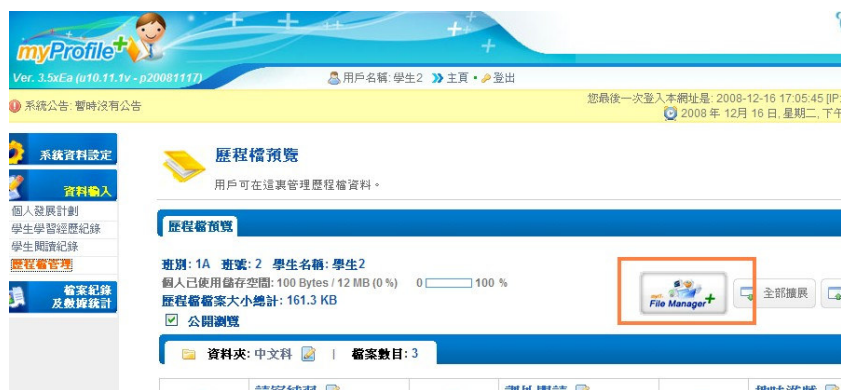 myProfile+
Ver. 3.5xEa (u10.11.1v - p20081117)
用戶名稱: 學生2 主頁 • 登出
系統公告: 暫時沒有公告
您最後一次登入本網址是: 2008-12-16 17:05:45 [IP:
2008 年 12月 16 日, 星期二, 下午
系統資料設定
資料輸入
個人發展計劃
學生學習經歷紀錄
學生閱讀紀錄
歷程檔管理
檔案紀錄
及數據統計
歷程檔預覽
用戶可在這裏管理歷程檔資料。
歷程檔預覽
班別: 1A 班號: 2 學生名稱: 學生2
個人已使用儲存空間: 100 Bytes / 12 MB (0 %) 0 100 %
歷程檔檔案大小總計: 161.3 KB
公開瀏覽
File Manager+
全部擴展
資料夾: 中文科 | 檔案數目: 3